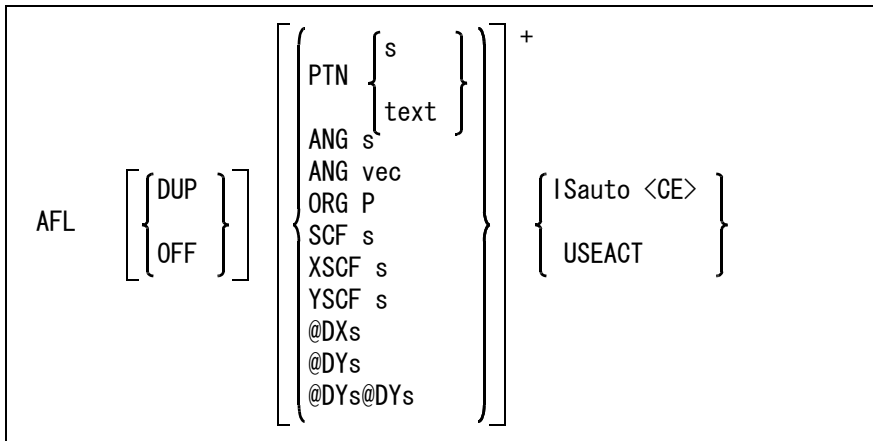 +
s
PTN
text
ANG s
ANG vec
DUP
ORG P
ISauto <CE>
AFL
SCF s
OFF
USEACT
XSCF s
YSCF s
@DXs
@DYs
@DYs@DYs